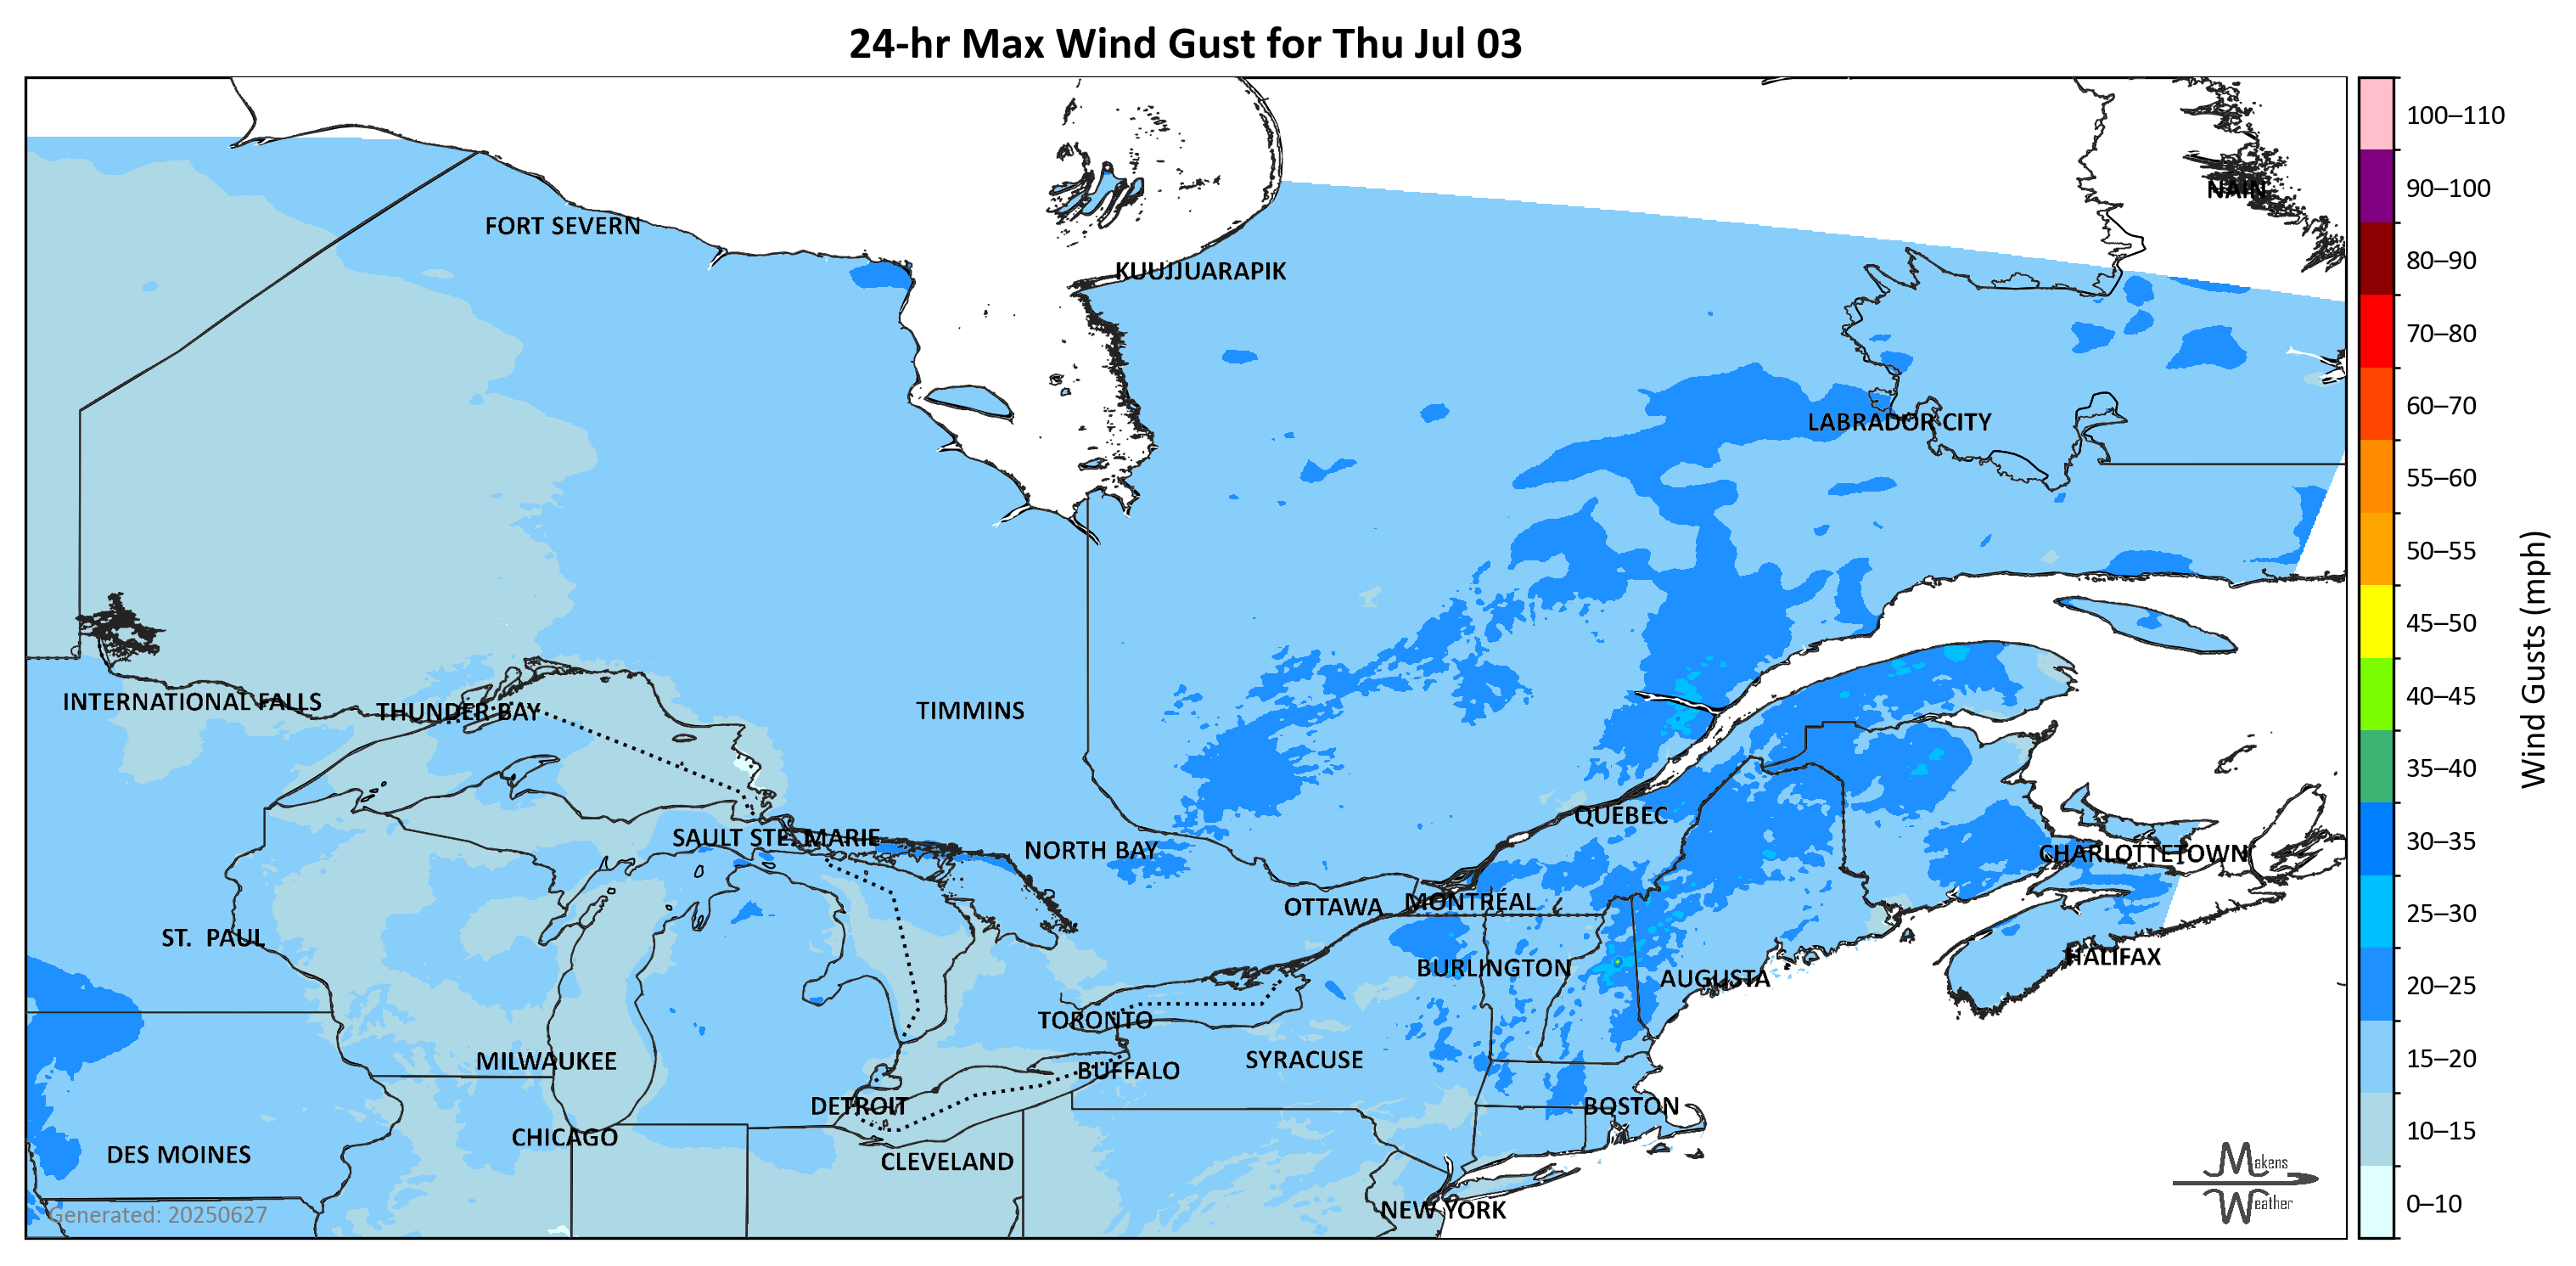 24-hr Max Wind Gust for Thu Jul 03
100–110
90–100
NAIN
FORT SEVERN
80–90
KUUJJUARAPIK
70–80
60–70
LABRADOR CITY
55–60
50–55
45–50
Wind Gusts (mph)
40–45
INTERNATIONAL FALLS
THUNDER BAY
TIMMINS
35–40
QUÉBEC
30–35
SAULT STE. MARIE
NORTH BAY
CHARLOTTETOWN
MONTRÉAL
OTTAWA
25–30
ST. PAUL
HALIFAX
BURLINGTON
AUGUSTA
20–25
TORONTO
MILWAUKEE
SYRACUSE
15–20
BUFFALO
DETROIT
BOSTON
CHICAGO
10–15
DES MOINES
CLEVELAND
Makens
Weather
NEW YORK
0–10
Generated: 20250627